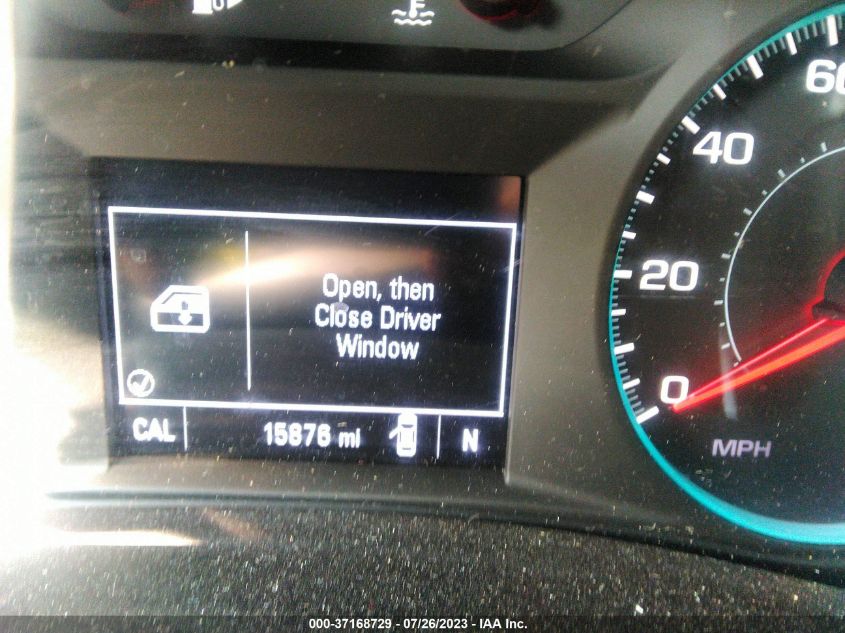 60
40
20
0
MPH
Open, then
Close Driver
Window
CAL 15876 mi N
000-37168729 - 07/26/2023 - IAA Inc.